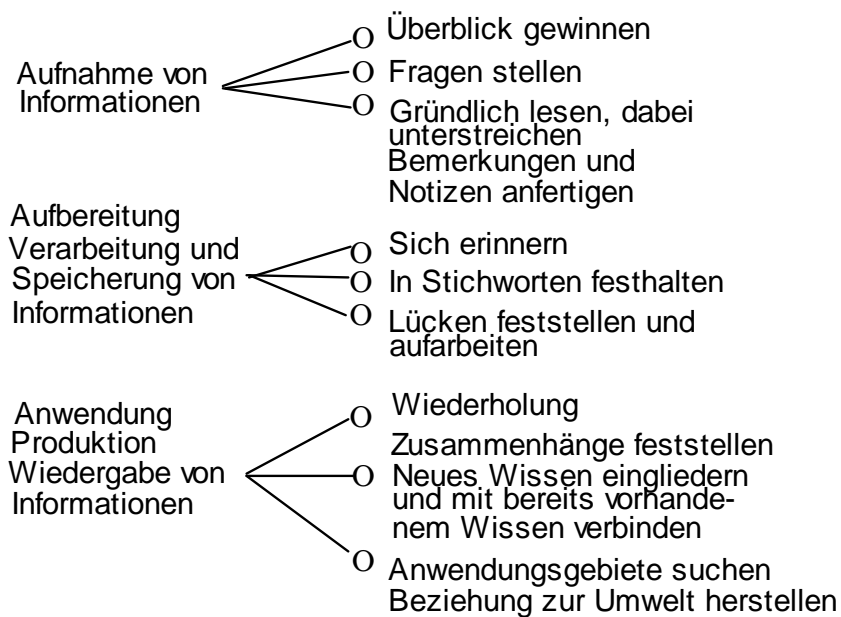 Aufnahme von
Informationen
O Überblick gewinnen
O Fragen stellen
O Gründlich lesen, dabei
unterstreichen
Bemerkungen und
Notizen anfertigen
Aufbereitung
Verarbeitung und
Speicherung von
Informationen
O Sich erinnern
O In Stichworten festhalten
O Lücken feststellen und
aufarbeiten
Anwendung
Produktion
Wiedergabe von
Informationen
O Wiederholung
Zusammenhänge feststellen
O Neues Wissen eingliedern
und mit bereits vorhande-
nem Wissen verbinden
O Anwendungsgebiete suchen
Beziehung zur Umwelt herstellen